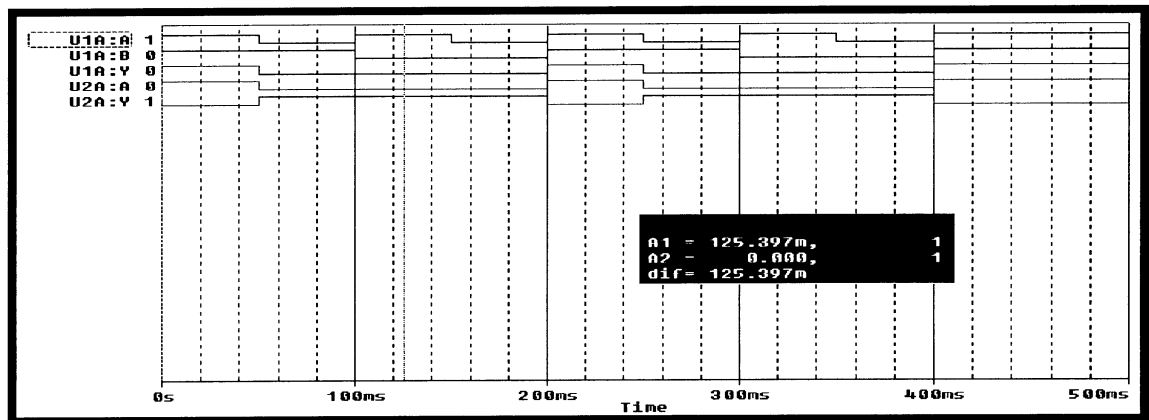 U1A:A 1
U1A:B 0
U1A:Y 0
U2A:A 0
U2A:Y 1
A1 = 125.397m, 1
A2 = 0.000, 1
dif= 125.397m
0s 100ms 200ms 300ms 400ms 500ms
Time